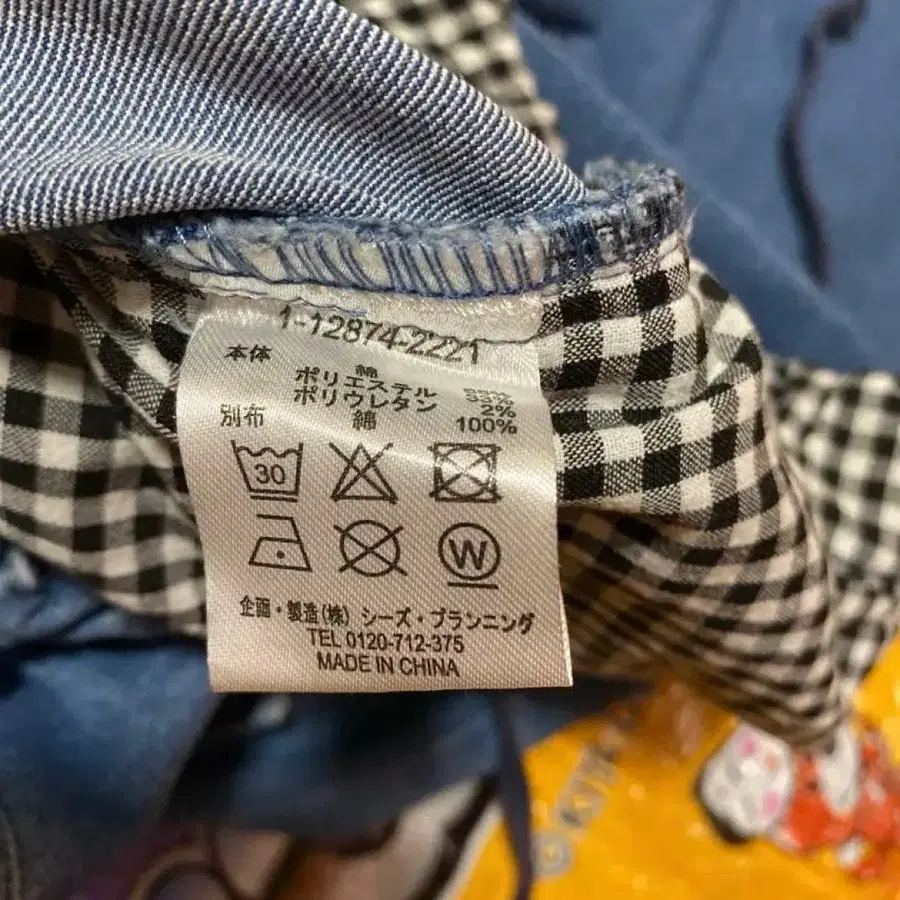 1-12874-2221
本体 綿
ポリエステル 33%
ポリウレタン 2%
別布 綿 100%
30
W
企画・製造(株)シーズ・プランニング
TEL 0120-712-375
MADE IN CHINA